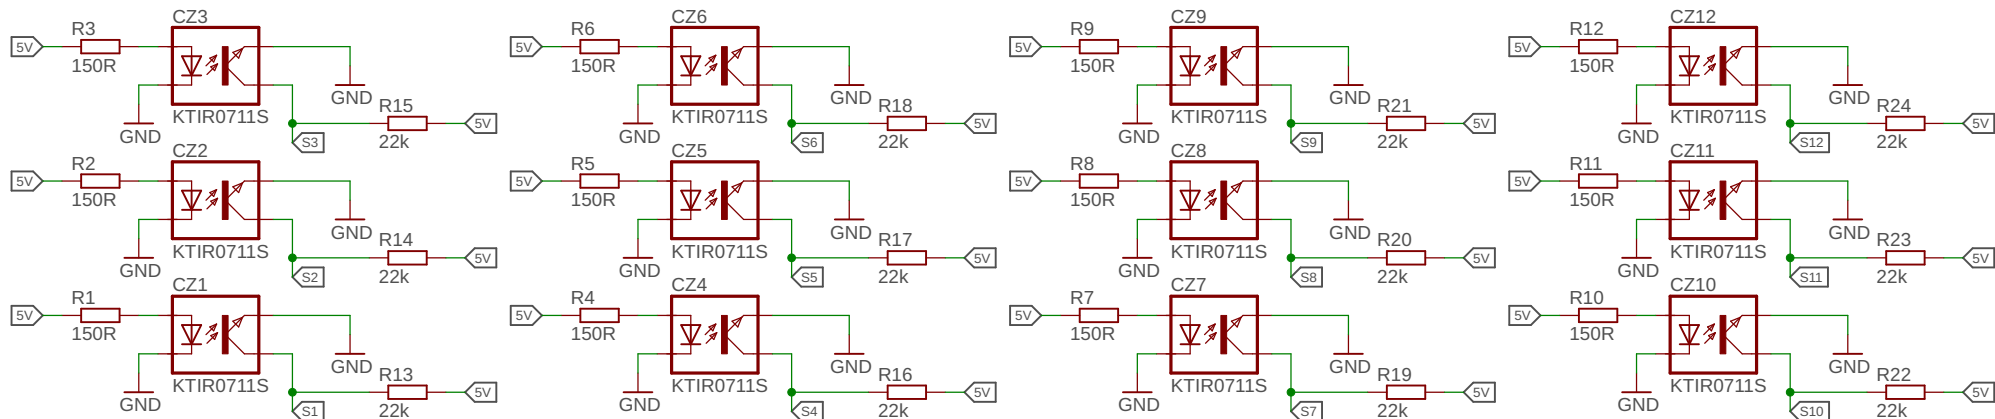 CZ3
R3
5V
150R
GND
KTIR0711S
GND
R15
5V
S3
22k
CZ6
R6
5V
150R
GND
KTIR0711S
GND
R18
5V
S6
22k
CZ9
R9
5V
150R
GND
KTIR0711S
GND
R21
5V
S9
22k
CZ12
R12
5V
150R
GND
KTIR0711S
GND
R24
5V
S12
22k
CZ2
R2
5V
150R
GND
KTIR0711S
GND
R14
5V
S2
22k
CZ5
R5
5V
150R
GND
KTIR0711S
GND
R17
5V
S5
22k
CZ8
R8
5V
150R
GND
KTIR0711S
GND
R20
5V
S8
22k
CZ11
R11
5V
150R
GND
KTIR0711S
GND
R23
5V
S11
22k
CZ1
R1
5V
150R
GND
KTIR0711S
GND
R13
5V
S1
22k
CZ4
R4
5V
150R
GND
KTIR0711S
GND
R16
5V
S4
22k
CZ7
R7
5V
150R
GND
KTIR0711S
GND
R19
5V
S7
22k
CZ10
R10
5V
150R
GND
KTIR0711S
GND
R22
5V
S10
22k